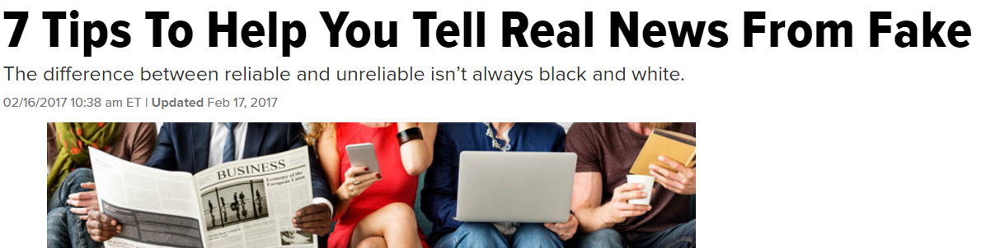 7 Tips To Help You Tell Real News From Fake
The difference between reliable and unreliable isn’t always black and white.
02/16/2017 10:38 am ET | Updated Feb 17, 2017
BUSINESS
Economy of the
European Union